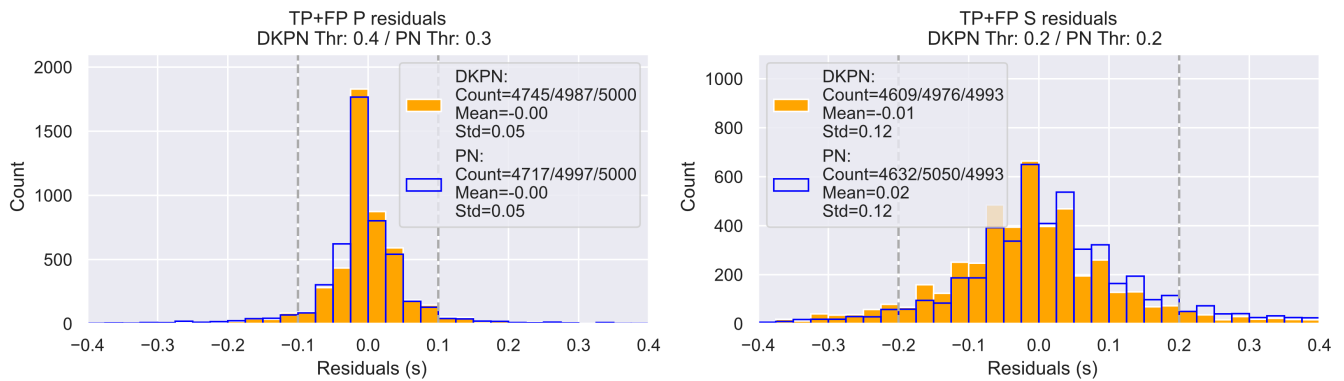 TP+FP P residuals
DKPN Thr: 0.4 / PN Thr: 0.3
Count
2000
1500
1000
500
0
DKPN:
Count=4745/4987/5000
Mean=-0.00
Std=0.05
PN:
Count=4717/4997/5000
Mean=-0.00
Std=0.05
−0.4 −0.3 −0.2 −0.1 0.0 0.1 0.2 0.3 0.4
Residuals (s)
TP+FP S residuals
DKPN Thr: 0.2 / PN Thr: 0.2
Count
1000
800
600
400
200
0
DKPN:
Count=4609/4976/4993
Mean=-0.01
Std=0.12
PN:
Count=4632/5050/4993
Mean=0.02
Std=0.12
−0.4 −0.3 −0.2 −0.1 0.0 0.1 0.2 0.3 0.4
Residuals (s)